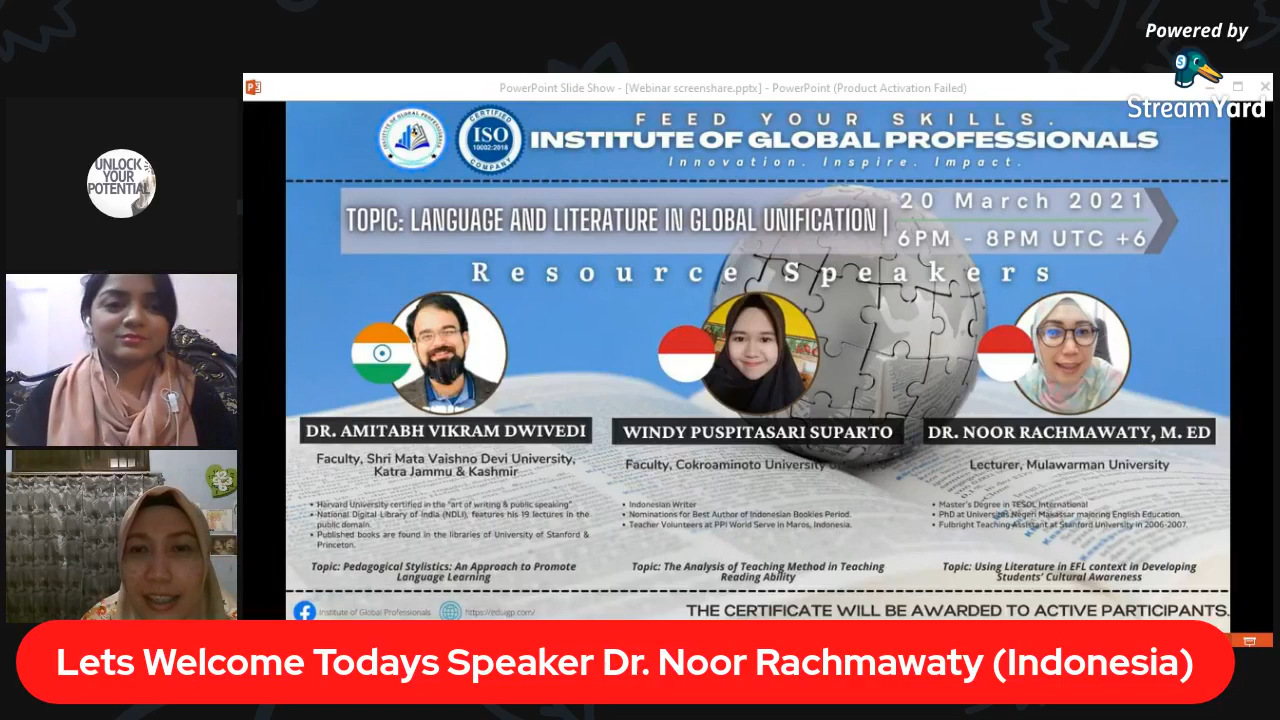 Powered by
StreamYard
PowerPoint Slide Show - [Webinar screenshare.pptx] - PowerPoint (Product Activation Failed)
UNLOCK
YOUR
POTENTIAL
INSTITUTE OF GLOBAL PROFESSIONALS
CERTIFIED
ISO
10002:2018
COMPANY
FEED YOUR SKILLS.
INSTITUTE OF GLOBAL PROFESSIONALS
Innovation. Inspire. Impact.
TOPIC: LANGUAGE AND LITERATURE IN GLOBAL UNIFICATION |
20 March 2021
6PM - 8PM UTC +6
Resource Speakers
DR. AMITABH VIKRAM DWIVEDI
Faculty, Shri Mata Vaishno Devi University,
Katra Jammu & Kashmir
• Harvard University certified in the "art of writing & public speaking"
• National Digital Library of India (NDLI), features his 19 lectures in the
public domain.
• Published books are found in the libraries of University of Stanford &
Princeton.
Topic: Pedagogical Stylistics: An Approach to Promote
Language Learning
WINDY PUSPITASARI SUPARTO
Faculty, Cokroaminoto University
• Indonesian Writer
• Nominations for Best Author of Indonesian Bookies Period.
• Teacher Volunteers at PPI World Serve in Maros, Indonesia.
Topic: The Analysis of Teaching Method in Teaching
Reading Ability
DR. NOOR RACHMAWATY, M. ED
Lecturer, Mulawarman University
• Master's Degree in TESOL International
• PhD at Universitas Negeri Makassar majoring English Education.
• Fulbright Teaching Assistant at Stanford University in 2006-2007.
Topic: Using Literature in EFL context in Developing
Students' Cultural Awareness
Institute of Global Professionals
https://eduigp.com/
THE CERTIFICATE WILL BE AWARDED TO ACTIVE PARTICIPANTS.
Lets Welcome Todays Speaker Dr. Noor Rachmawaty (Indonesia)